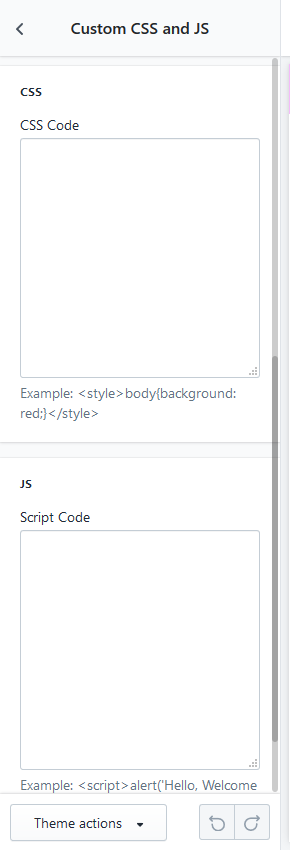 Custom CSS and JS
CSS
CSS Code
Example: <style>body{background:
red;}</style>
JS
Script Code
Example: <script>alert('Hello, Welcome
Theme actions